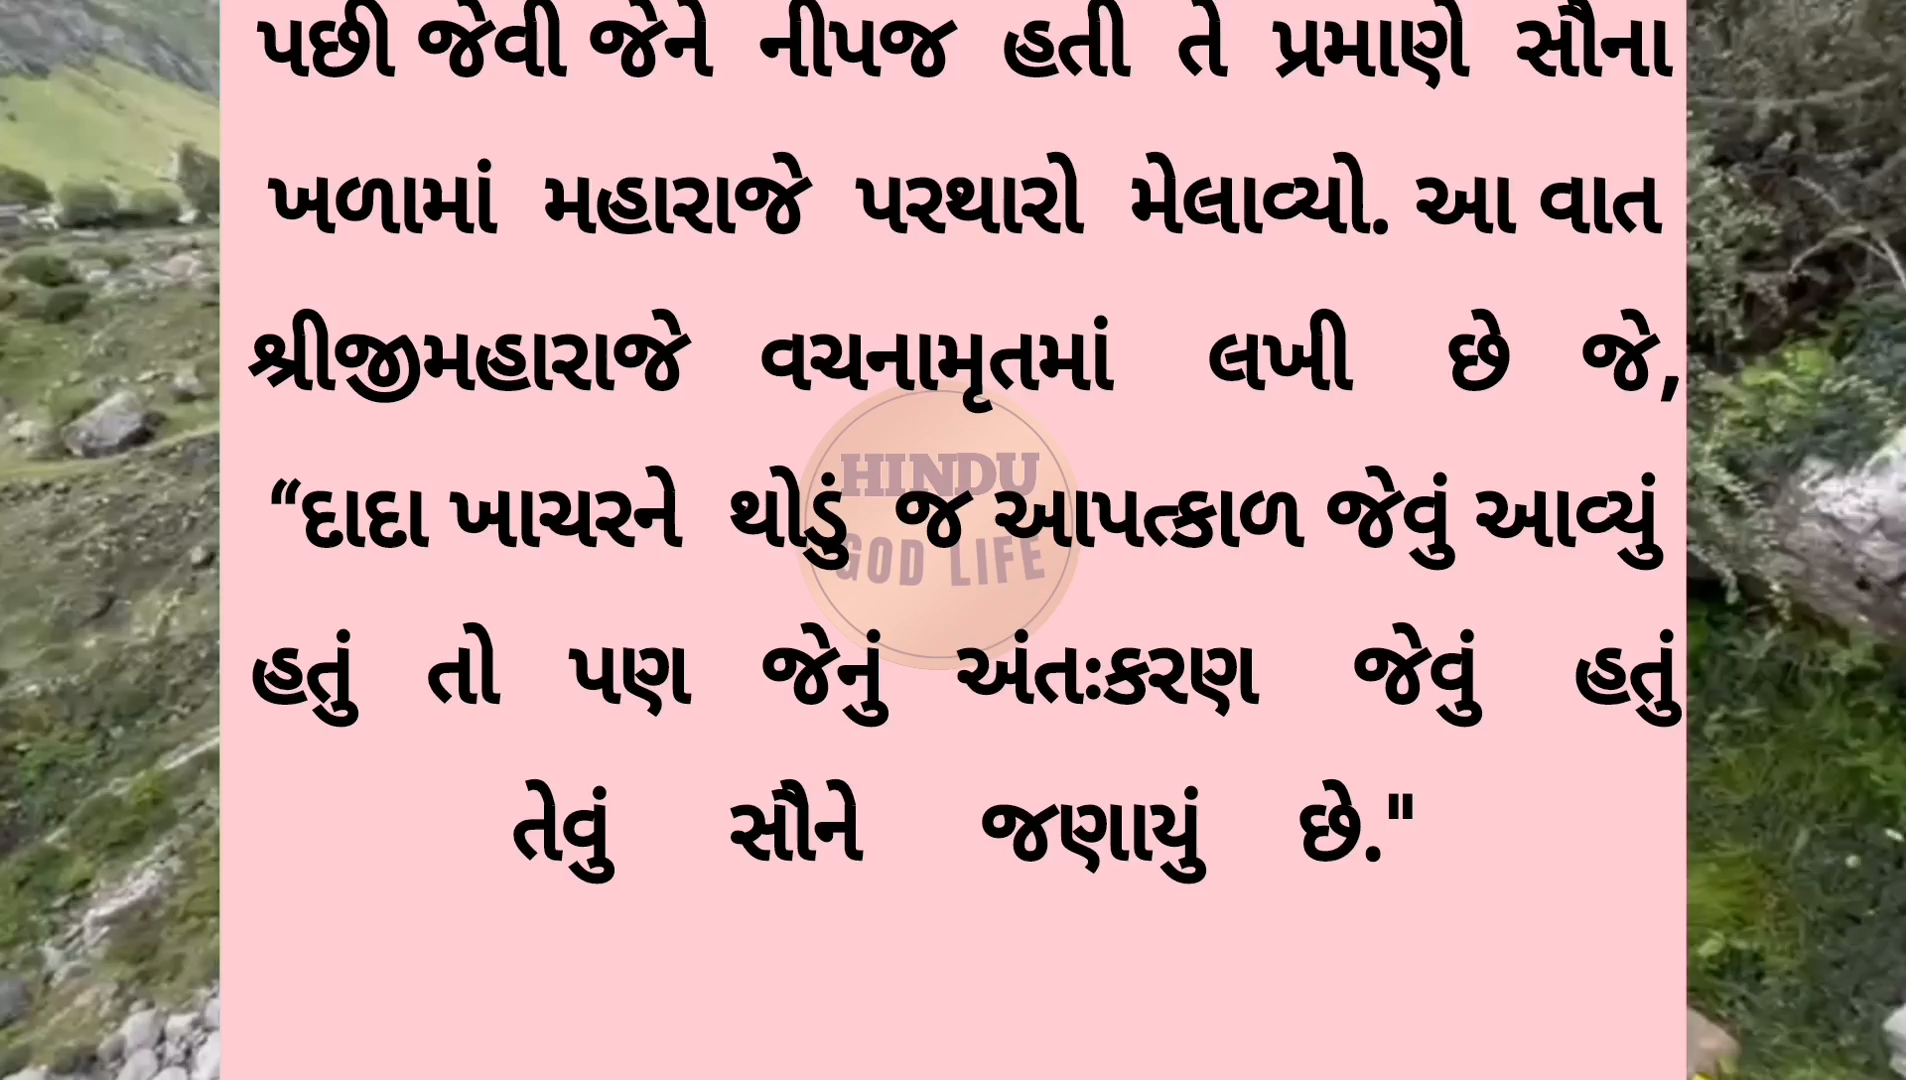 પછી જેવી જેને નીપજ હતી તે પ્રમાણે સૌના
ખળામાં મહારાજે પરથારો મેલાવ્યો. આ વાત
શ્રીજીમહારાજે વચનામૃતમાં લખી છે જે,
“દાદા ખાચરને થોડું જ આપત્કાળ જેવું આવ્યું
હતું તો પણ જેનું અંતઃકરણ જેવું હતું
તેવું સૌને જણાયું છે."
HINDU
GOD LIFE